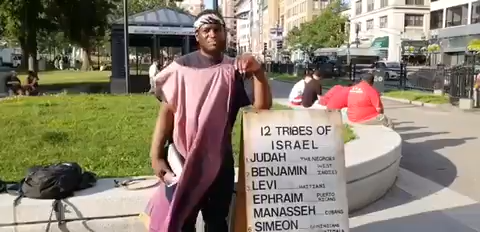 12 TRIBES OF
ISRAEL
JUDAH THE NEGROES
BENJAMIN WEST INDIES
LEVI HAITIANS
EPHRAIM PUERTO RICANS
MANASSEH CUBANS
SIMEON